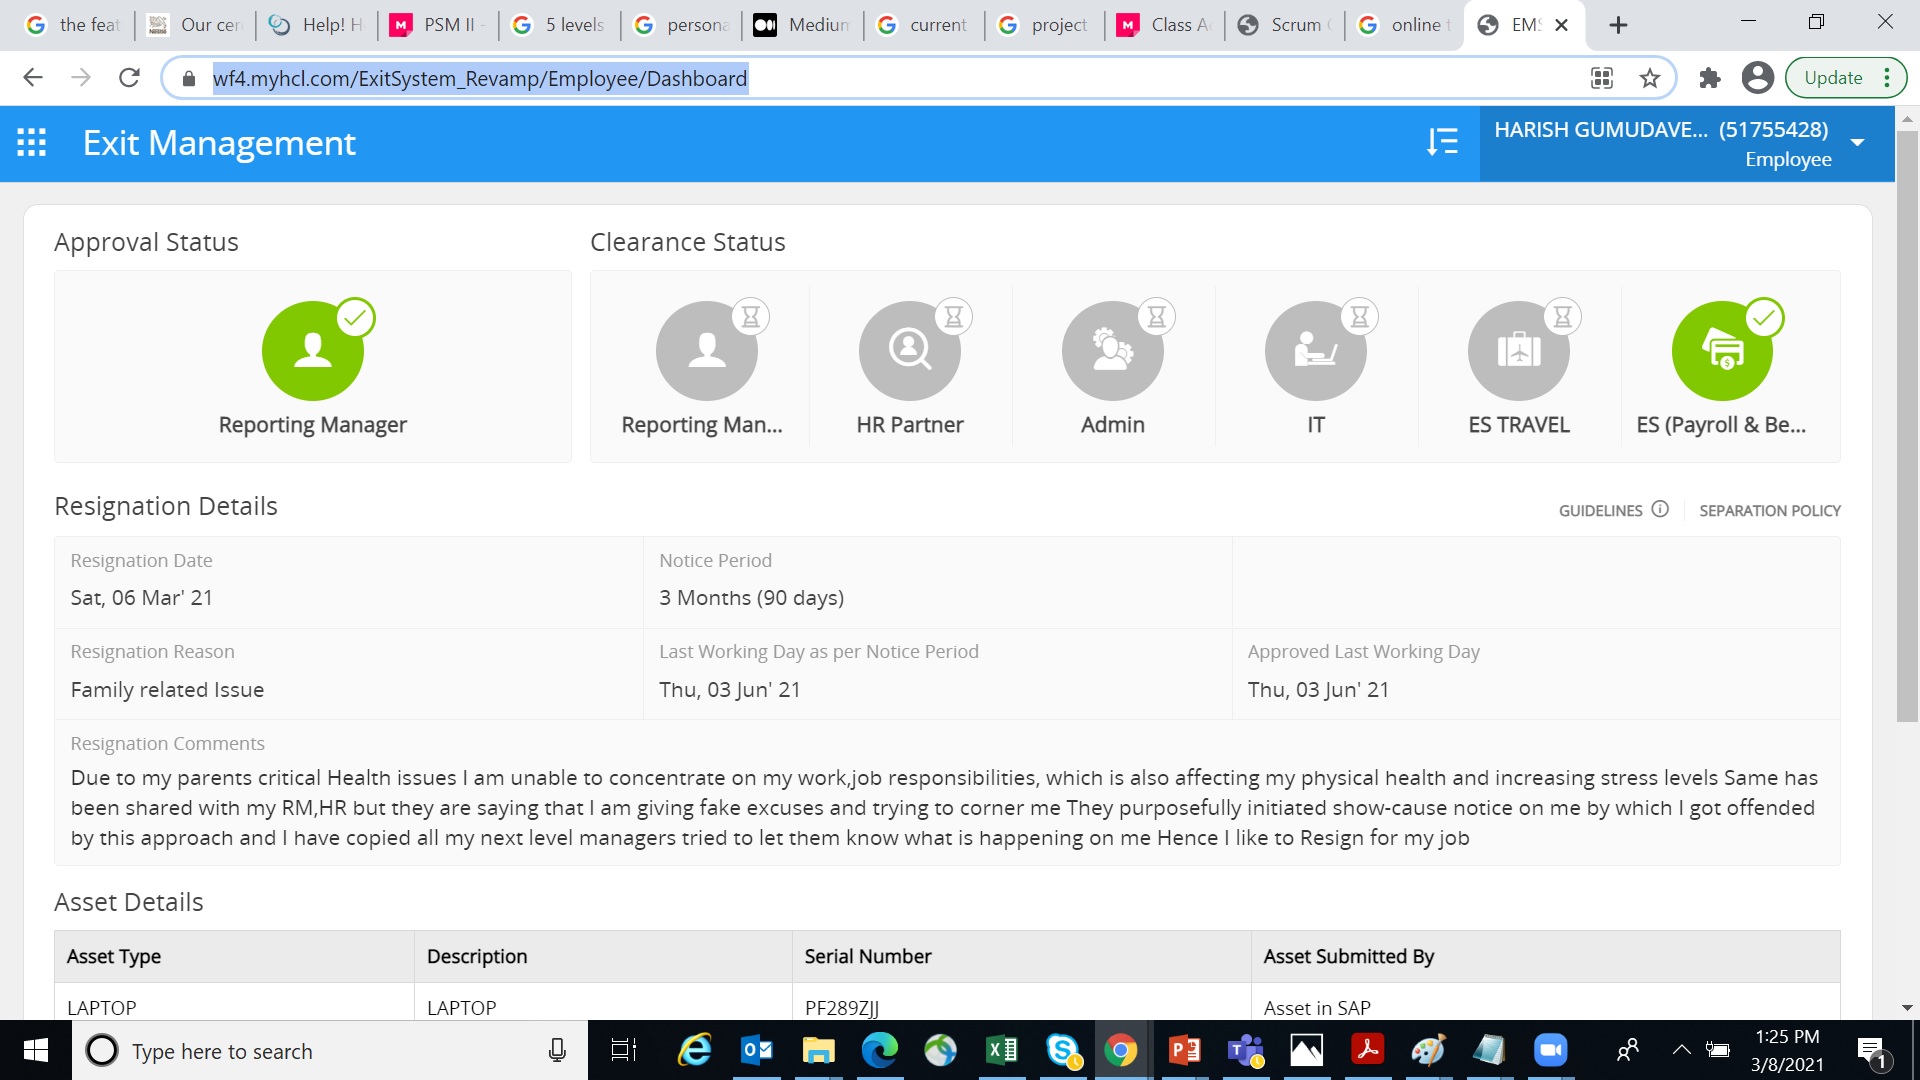 the feat
Our cer
Help! H
PSM II -
5 levels
persona
Medium
current
project
Class A
Scrum
online t
EMS
wf4.myhcl.com/ExitSystem_Revamp/Employee/Dashboard
Update
Exit Management
HARISH GUMUDAVE... (51755428)
Employee
Approval Status
Clearance Status
Reporting Manager
Reporting Man...
HR Partner
Admin
IT
ES TRAVEL
ES (Payroll & Be...
Resignation Details
GUIDELINES
SEPARATION POLICY
Resignation Date
Notice Period
Sat, 06 Mar' 21
3 Months (90 days)
Resignation Reason
Last Working Day as per Notice Period
Approved Last Working Day
Family related Issue
Thu, 03 Jun' 21
Thu, 03 Jun' 21
Resignation Comments
Due to my parents critical Health issues I am unable to concentrate on my work,job responsibilities, which is also affecting my physical health and increasing stress levels Same has
been shared with my RM,HR but they are saying that I am giving fake excuses and trying to corner me They purposefully initiated show-cause notice on me by which I got offended
by this approach and I have copied all my next level managers tried to let them know what is happening on me Hence I like to Resign for my job
Asset Details
Asset Type
Description
Serial Number
Asset Submitted By
LAPTOP
LAPTOP
PF289ZJJ
Asset in SAP
Type here to search
1:25 PM
3/8/2021
1